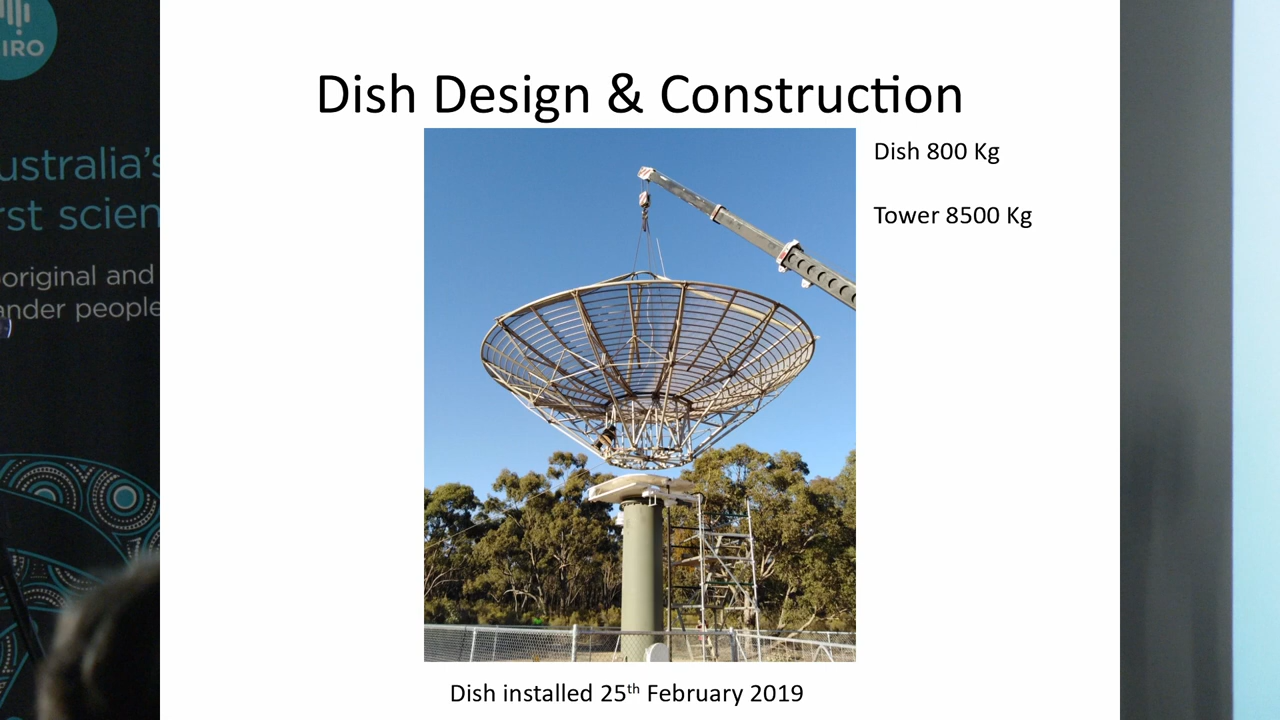 IRO
ustralia's
rst scien
original and
ander people
Dish Design & Construction
Dish 800 Kg
Tower 8500 Kg
Dish installed 25th February 2019